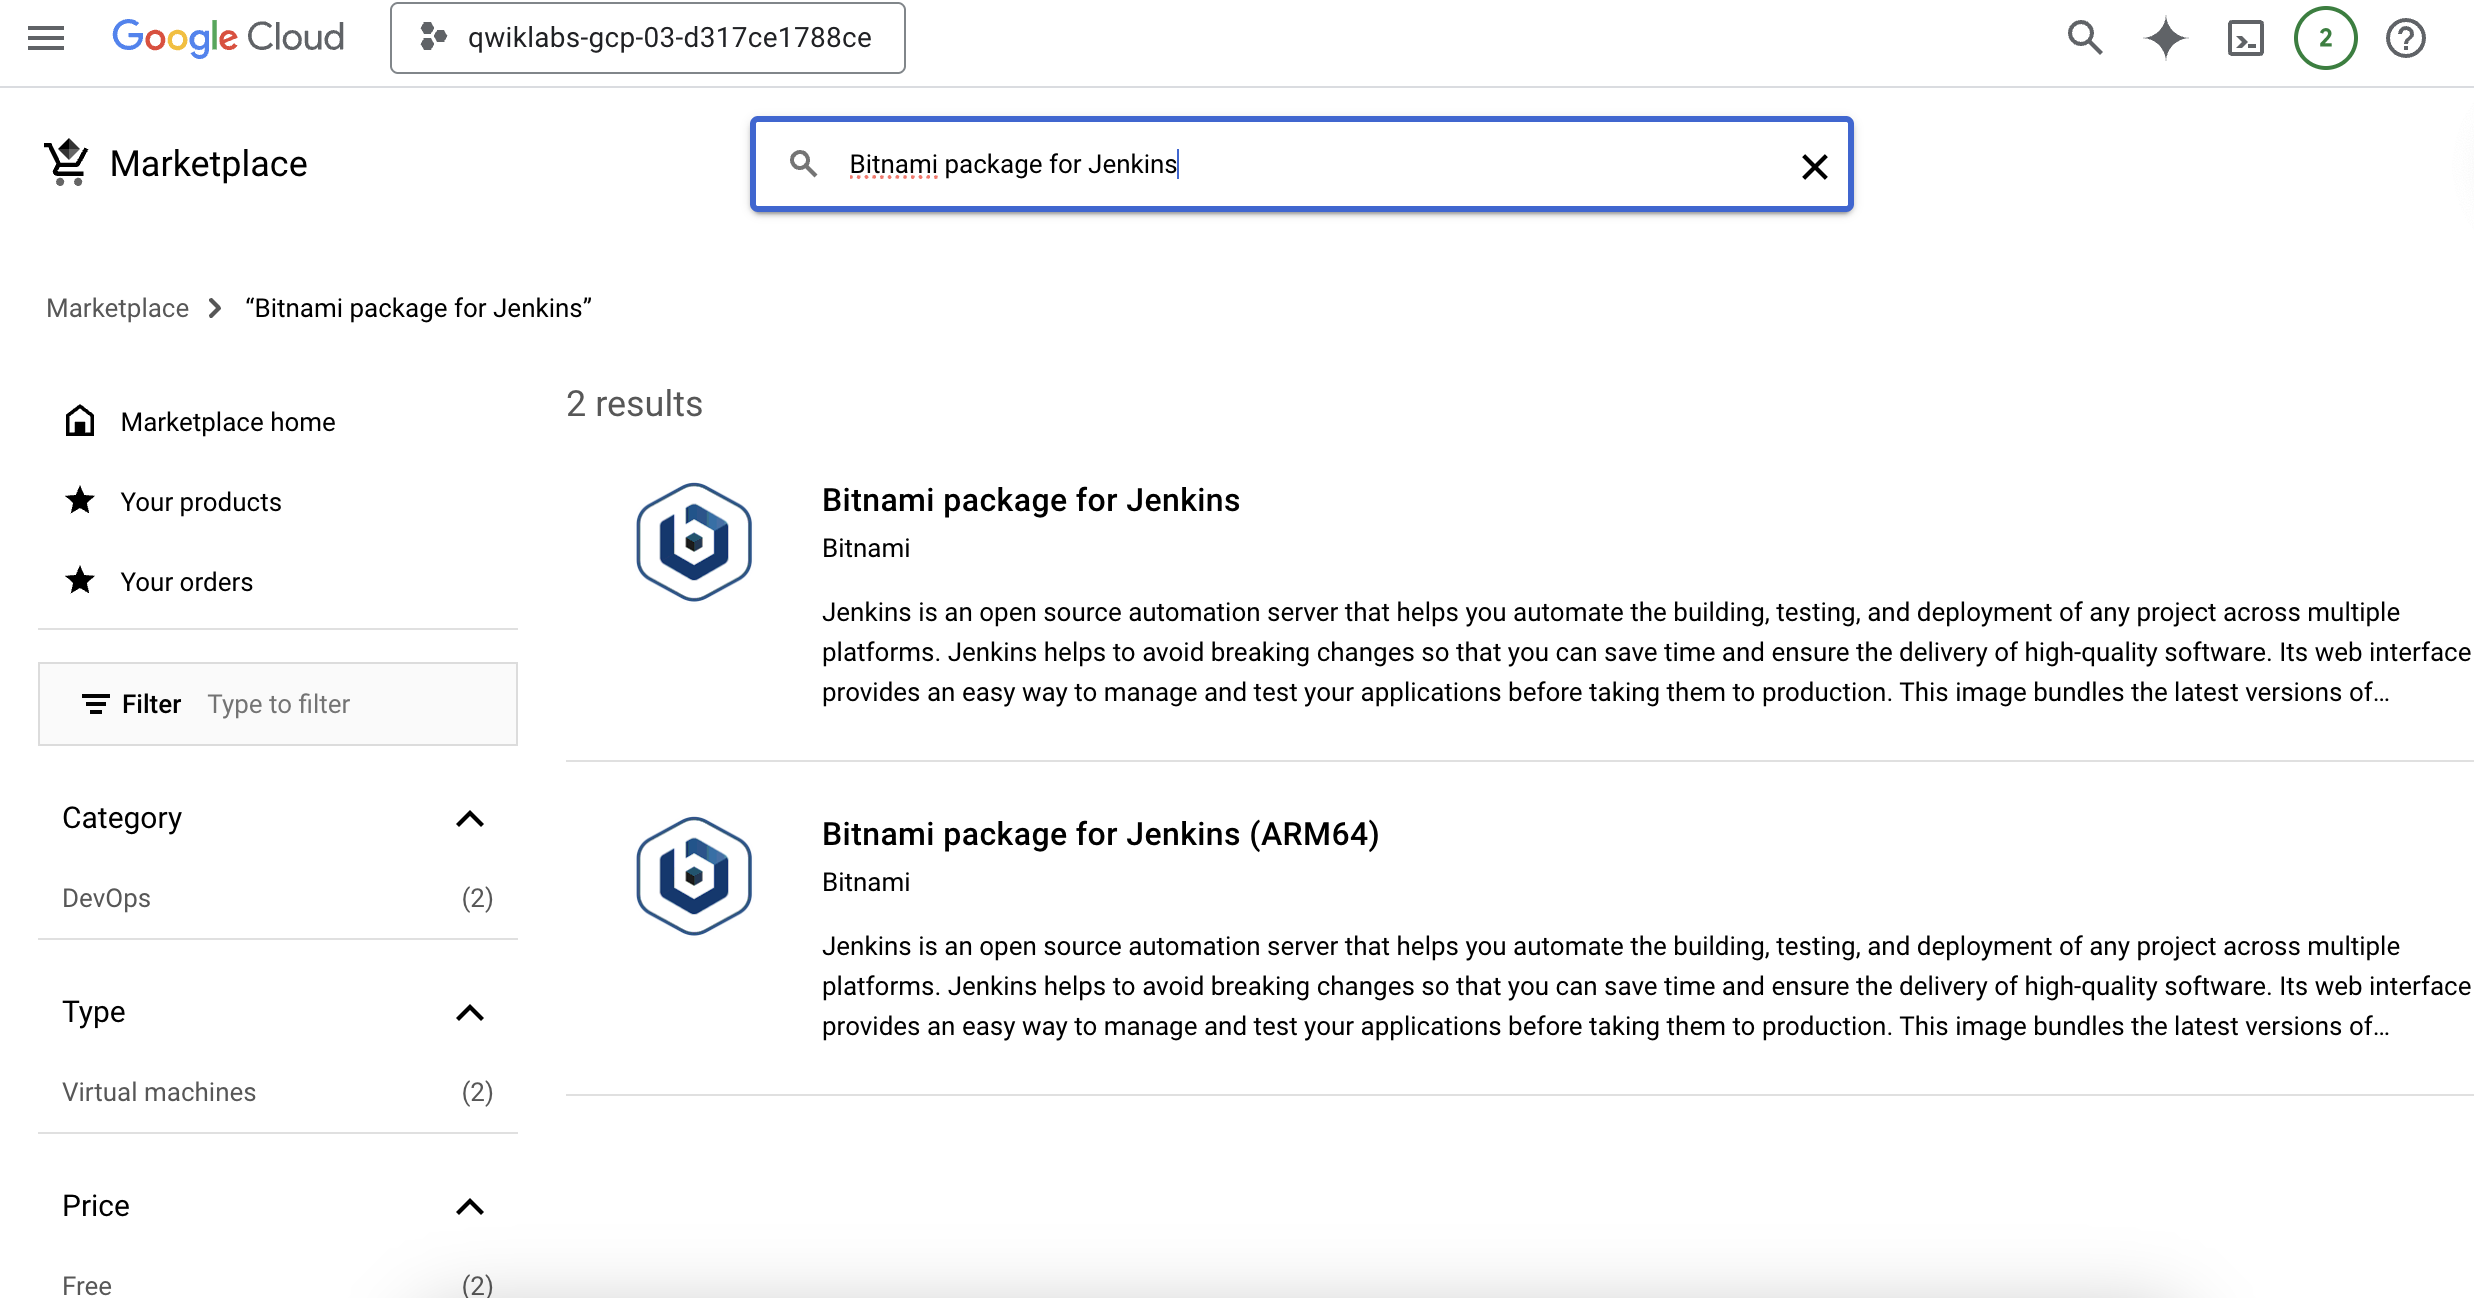 Google Cloud
qwiklabs-gcp-03-d317ce1788ce
2
Marketplace
Bitnami package for Jenkins
Marketplace
“Bitnami package for Jenkins”
Marketplace home
Your products
Your orders
Filter Type to filter
Category
DevOps (2)
Type
Virtual machines (2)
Price
Free (2)
2 results
Bitnami package for Jenkins
Bitnami
Jenkins is an open source automation server that helps you automate the building, testing, and deployment of any project across multiple
platforms. Jenkins helps to avoid breaking changes so that you can save time and ensure the delivery of high-quality software. Its web interface
provides an easy way to manage and test your applications before taking them to production. This image bundles the latest versions of...
Bitnami package for Jenkins (ARM64)
Bitnami
Jenkins is an open source automation server that helps you automate the building, testing, and deployment of any project across multiple
platforms. Jenkins helps to avoid breaking changes so that you can save time and ensure the delivery of high-quality software. Its web interface
provides an easy way to manage and test your applications before taking them to production. This image bundles the latest versions of...